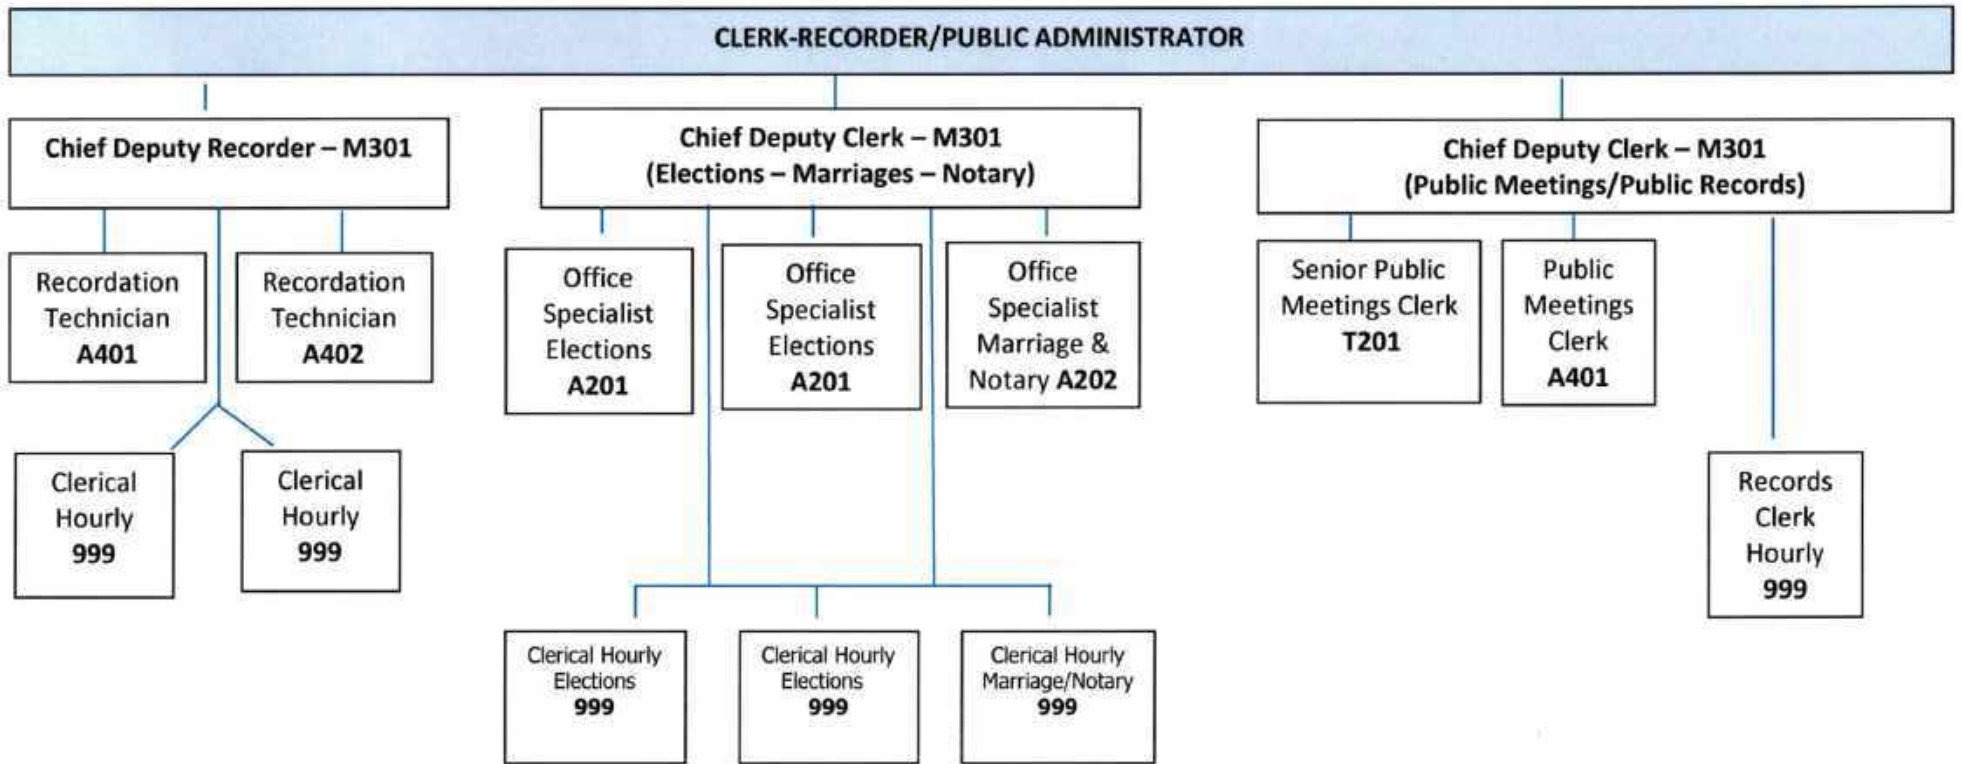 CLERK-RECORDER/PUBLIC ADMINISTRATOR
Chief Deputy Recorder – M301
Chief Deputy Clerk – M301
(Elections – Marriages – Notary)
Chief Deputy Clerk – M301
(Public Meetings/Public Records)
Recordation
Technician
A401
Recordation
Technician
A402
Office
Specialist
Elections
A201
Office
Specialist
Elections
A201
Office
Specialist
Marriage &
Notary A202
Senior Public
Meetings Clerk
T201
Public
Meetings
Clerk
A401
Clerical
Hourly
999
Clerical
Hourly
999
Records
Clerk
Hourly
999
Clerical Hourly
Elections
999
Clerical Hourly
Elections
999
Clerical Hourly
Marriage/Notary
999